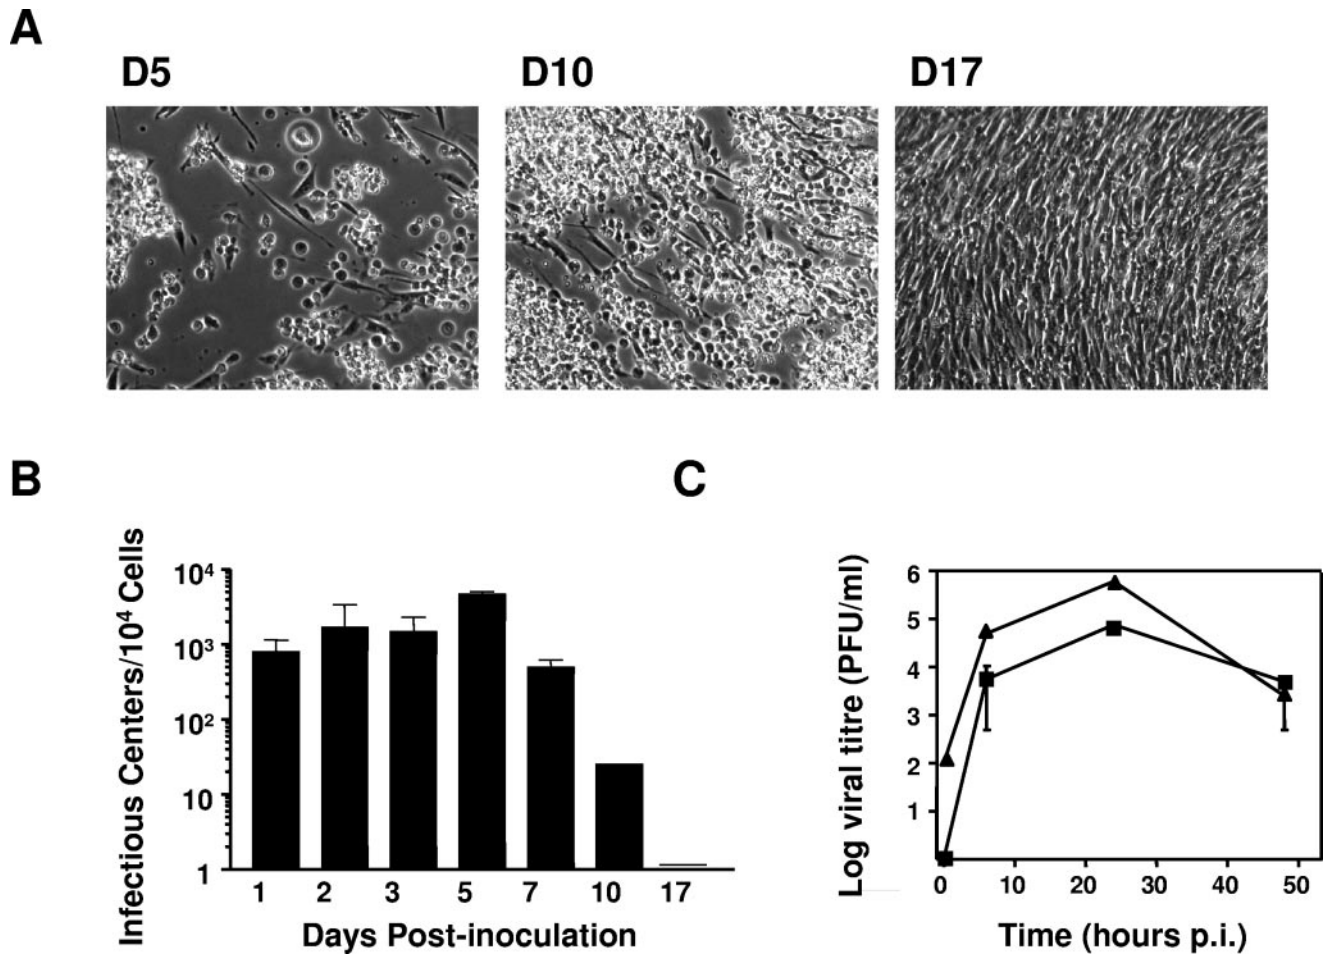 A
D5 D10 D17
B
C
Infectious Centers/10⁴ Cells
10⁴
10³
10²
10
1
1 2 3 5 7 10 17
Days Post-inoculation
Log viral titre (PFU/ml)
6
5
4
3
2
1
0 10 20 30 40 50
Time (hours p.i.)